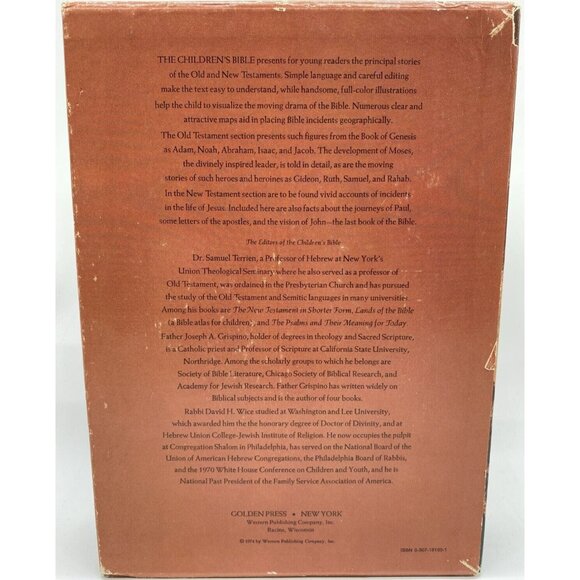 THE CHILDREN'S BIBLE presents for young readers the principal stories
of the Old and New Testaments. Simple language and careful editing
make the text easy to understand, while handsome, full-color illustrations
help the child to visualize the moving drama of the Bible. Numerous clear and
attractive maps aid in placing Bible incidents geographically.
The Old Testament section presents such figures from the Book of Genesis
as Adam, Noah, Abraham, Isaac, and Jacob. The development of Moses,
the divinely inspired leader, is told in detail, as are the moving
stories of such heroes and heroines as Gideon, Ruth, Samuel, and Rahab.
In the New Testament section are to be found vivid accounts of incidents
in the life of Jesus. Included here are also facts about the journeys of Paul,
some letters of the apostles, and the vision of John—the last book of the Bible.
The Editors of the Children's Bible
Dr. Samuel Terrien, a Professor of Hebrew at New York's
Union Theological Seminary where he also served as a professor of
Old Testament, was ordained in the Presbyterian Church and has pursued
the study of the Old Testament and Semitic languages in many universities.
Among his books are The New Testament in Shorter Form, Lands of the Bible
(a Bible atlas for children), and The Psalms and Their Meaning for Today
Father Joseph A. Grispino, holder of degrees in theology and Sacred Scripture,
is a Catholic priest and Professor of Scripture at California State University,
Northridge. Among the scholarly groups to which he belongs are
Society of Bible Literature, Chicago Society of Biblical Research, and
Academy for Jewish Research. Father Grispino has written widely on
Biblical subjects and is the author of four books.
Rabbi David H. Wice studied at Washington and Lee University,
which awarded him the the honorary degree of Doctor of Divinity, and at
Hebrew Union College-Jewish Institute of Religion. He now occupies the pulpit
at Congregation Shalom in Philadelphia, has served on the National Board of the
Union of American Hebrew Congregations, the Philadelphia Board of Rabbis,
and the 1970 White House Conference on Children and Youth, and he is
National Past President of the Family Service Association of America.
GOLDEN PRESS • NEW YORK
Western Publishing Company, Inc.
Racine, Wisconsin
© 1974 by Western Publishing Company, Inc.